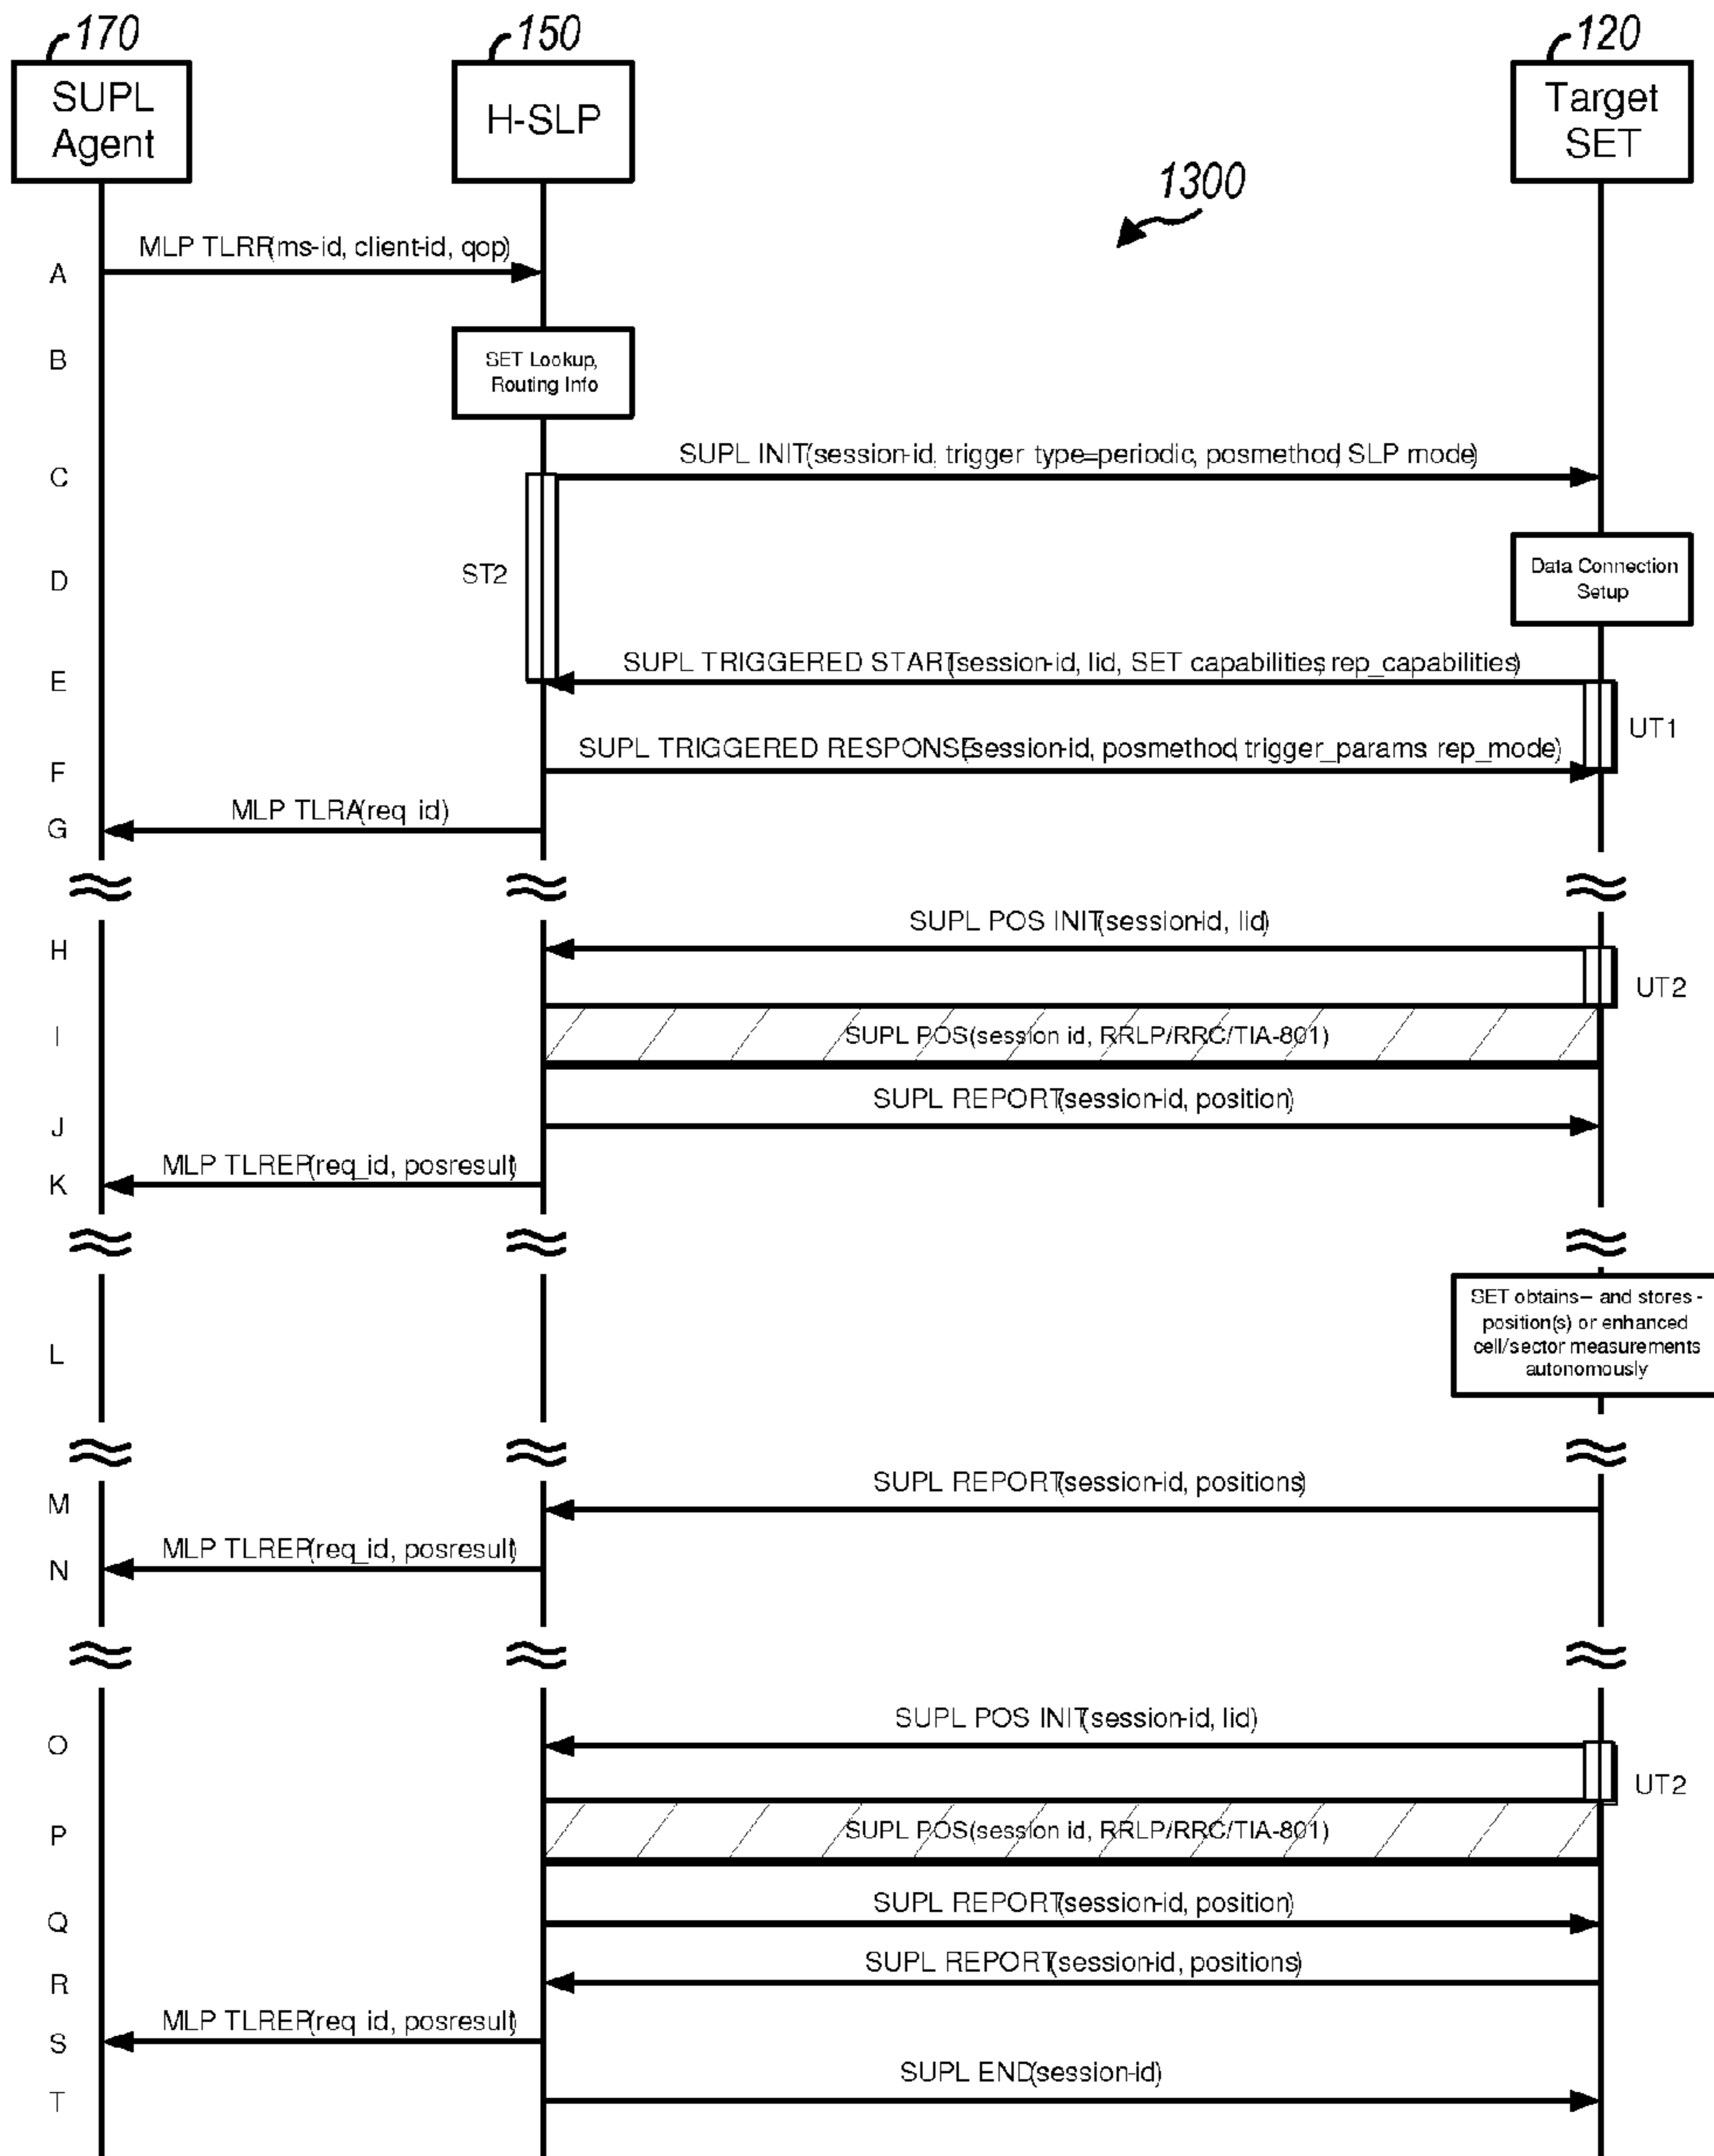 170
150
120
SUPL
Agent
H-SLP
Target
SET
1300
MLP TLRR(ms-id, client-id, qop)
A
B
SET Lookup,
Routing Info
SUPL INIT(session-id, trigger type=periodic, posmethod, SLP mode)
C
ST2
D
Data Connection
Setup
SUPL TRIGGERED START(session-id, lid, SET capabilities, rep_capabilities)
E
UT1
SUPL TRIGGERED RESPONSE(session-id, posmethod, trigger_params rep_mode)
F
MLP TLRA(req_id)
G
SUPL POS INIT(session-id, lid)
H
UT2
I
SUPL POS(session id, RRLP/RRC/TIA-801)
SUPL REPORT(session-id, position)
J
MLP TLREP(req_id, posresult)
K
SET obtains– and stores -
position(s) or enhanced
cell/sector measurements
autonomously
L
SUPL REPORT(session-id, positions)
M
MLP TLREP(req_id, posresult)
N
SUPL POS INIT(session-id, lid)
O
UT2
P
SUPL POS(session id, RRLP/RRC/TIA-801)
SUPL REPORT(session-id, position)
Q
SUPL REPORT(session-id, positions)
R
MLP TLREP(req_id, posresult)
S
SUPL END(session-id)
T